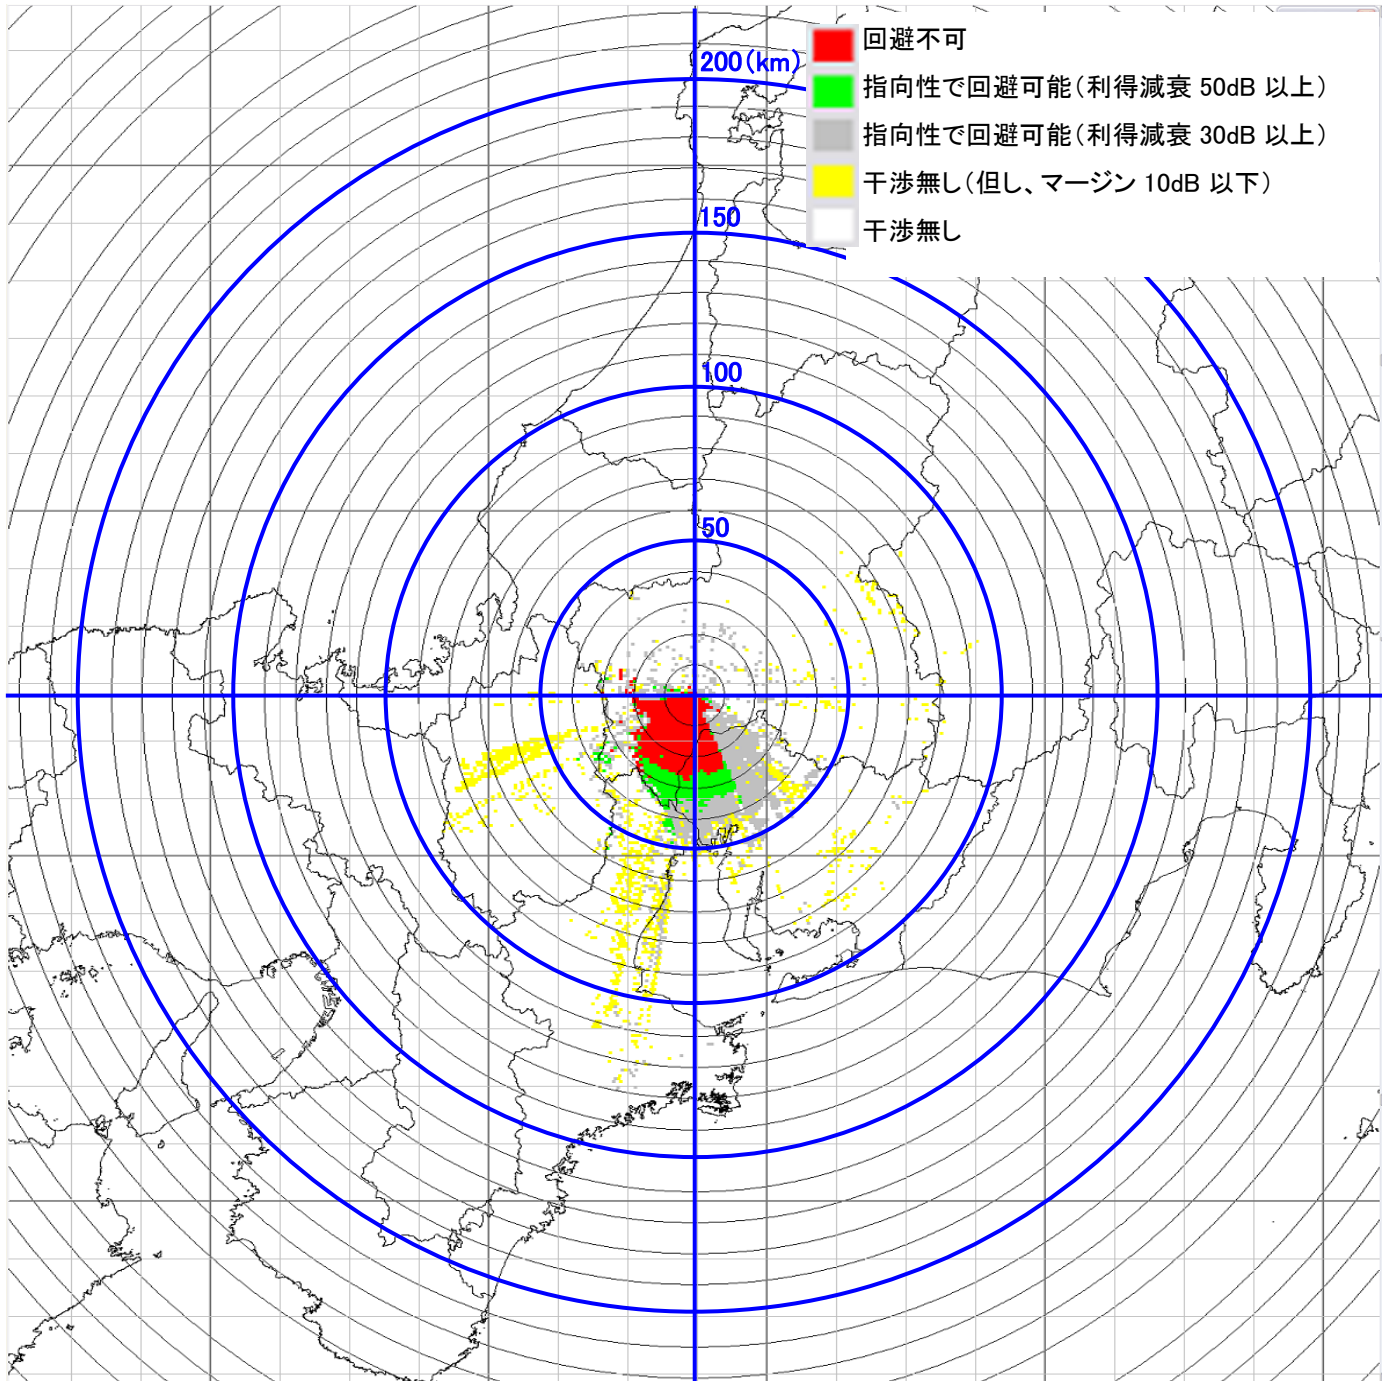 回避不可
200(km)
指向性で回避可能(利得減衰 50dB 以上)
指向性で回避可能(利得減衰 30dB 以上)
干渉無し(但し、マージン 10dB 以下)
150
干渉無し
100
50